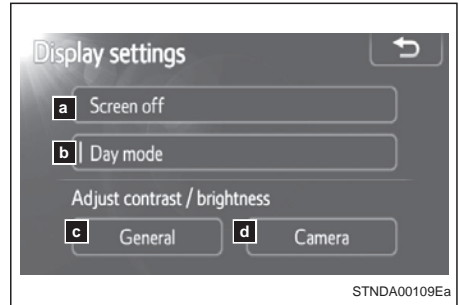 Display settings
a Screen off
b Day mode
Adjust contrast / brightness
c General d Camera
STNDA00109Ea